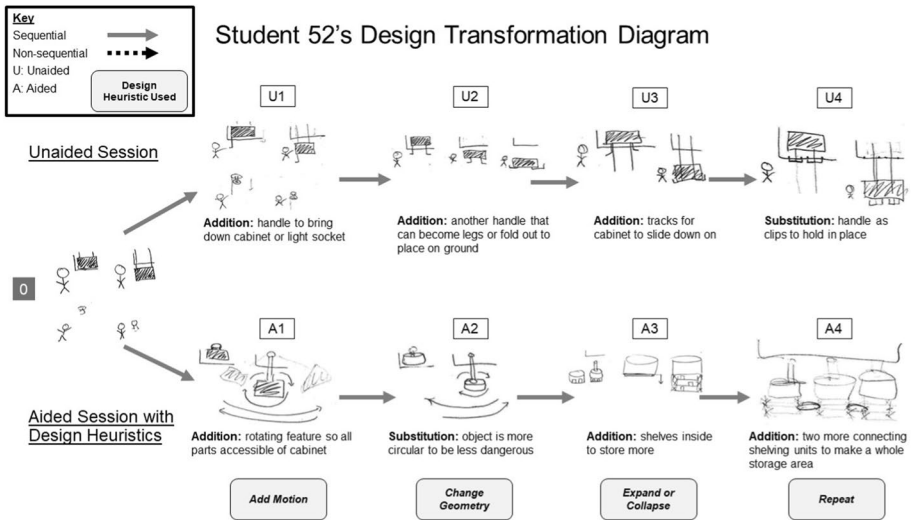 Key
Sequential
Non-sequential
U: Unaided
A: Aided
Design
Heuristic Used
Student 52's Design Transformation Diagram
Unaided Session
U1
U2
U3
U4
Addition: handle to bring
down cabinet or light socket
Addition: another handle that
can become legs or fold out to
place on ground
Addition: tracks for
cabinet to slide down on
Substitution: handle as
clips to hold in place
0
A1
A2
A3
A4
Aided Session with
Design Heuristics
Addition: rotating feature so all
parts accessible of cabinet
Substitution: object is more
circular to be less dangerous
Addition: shelves inside
to store more
Addition: two more connecting
shelving units to make a whole
storage area
Add Motion
Change
Geometry
Expand or
Collapse
Repeat